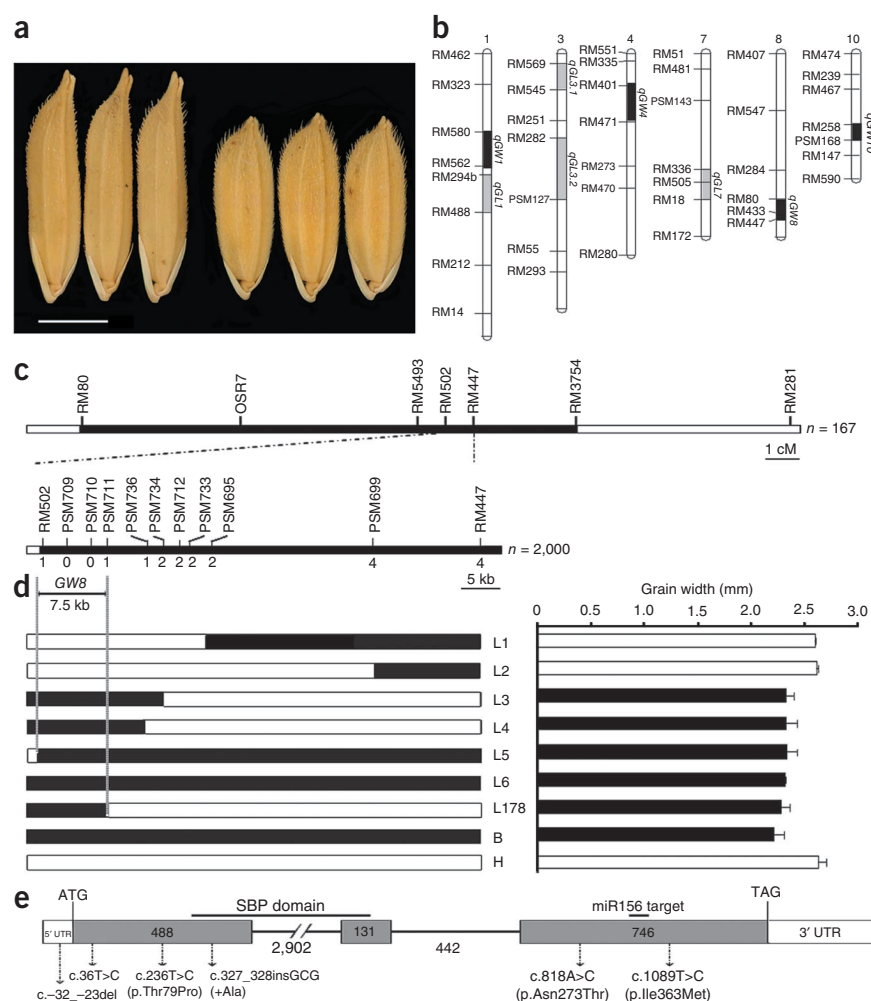 a
b
1
3
4
7
8
10
RM462
RM323
RM580
RM562
RM294b
RM488
RM212
RM14
qGW1
qGL1
RM569
RM545
RM251
RM282
PSM127
RM55
RM293
qGL3.1
qGL3.2
RM551
RM335
RM401
RM471
RM273
RM470
RM280
qGW4
RM51
RM481
PSM143
RM336
RM505
RM18
RM172
qGL7
RM407
RM547
RM284
RM80
RM433
RM447
qGW8
RM474
RM239
RM467
RM258
PSM168
RM147
RM590
qGW10
c
RM80
OSR7
RM5493
RM502
RM447
RM3754
RM281
n = 167
1 cM
RM502
PSM709
PSM710
PSM711
PSM736
PSM734
PSM712
PSM733
PSM695
PSM699
RM447
n = 2,000
1 0 0 1 1 2 2 2 2 4 4
5 kb
d
GW8
7.5 kb
Grain width (mm)
0 0.5 1.0 1.5 2.0 2.5 3.0
L1
L2
L3
L4
L5
L6
L178
B
H
e
ATG
SBP domain
miR156 target
TAG
5′ UTR
488
131
746
3′ UTR
2,902
442
c.36T>C
c.236T>C
c.327_328insGCG
c.818A>C
c.1089T>C
c.–32_–23del
(p.Thr79Pro)
(+Ala)
(p.Asn273Thr)
(p.Ile363Met)